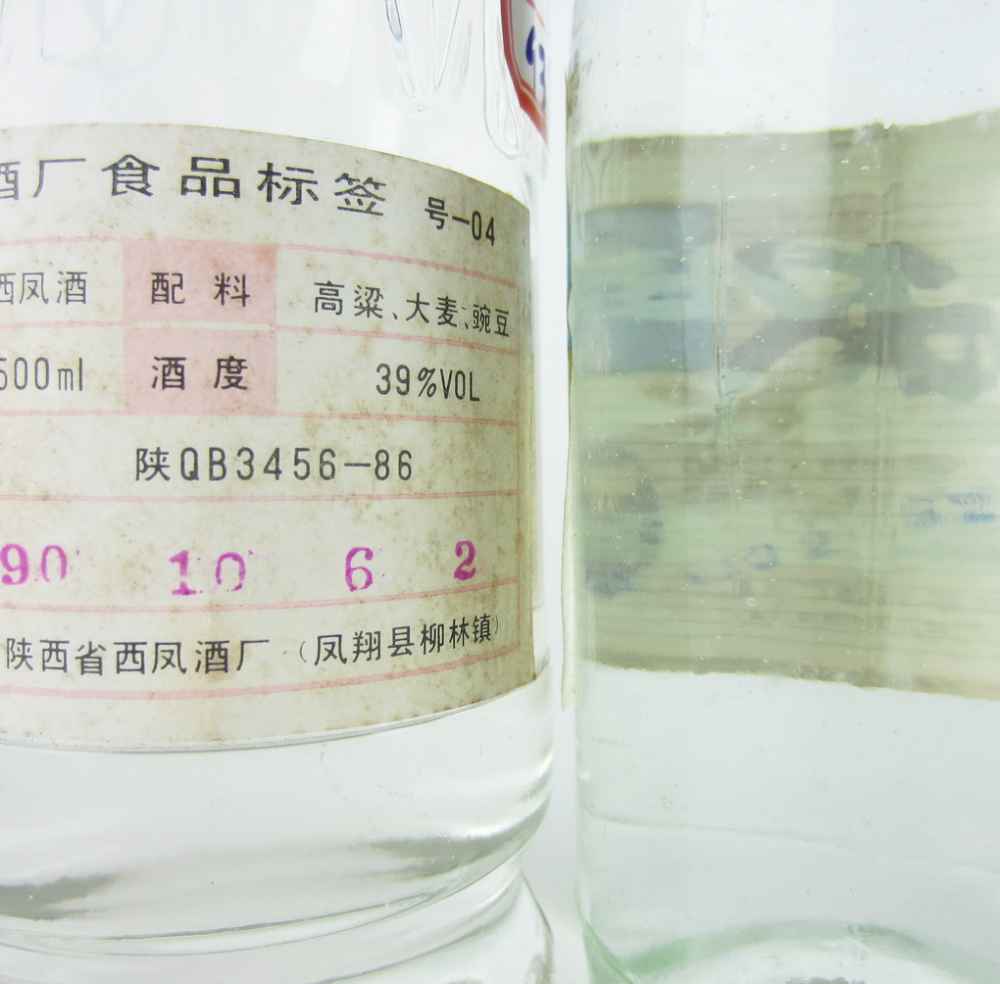 酒厂食品标签 号-04
西凤酒 配料 高粱、大麦、豌豆
500ml 酒度 39%VOL
陕QB3456-86
90 10 6 2
陕西省西凤酒厂（凤翔县柳林镇）